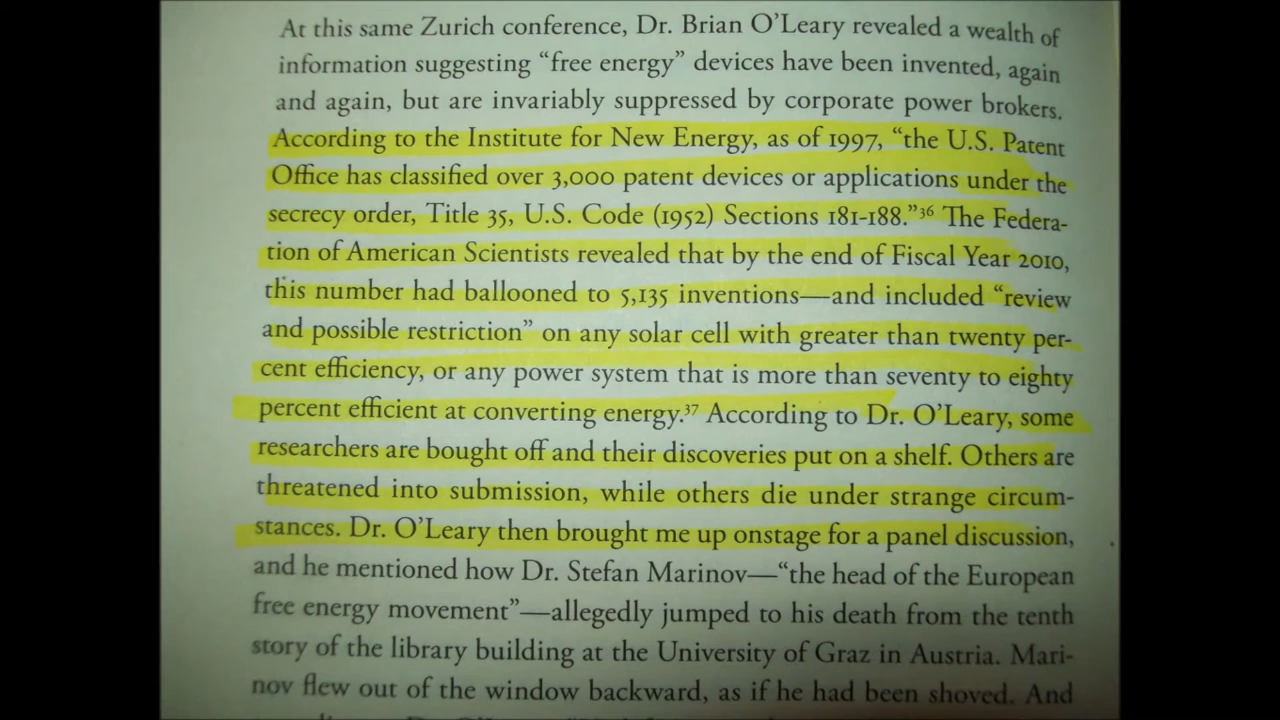 At this same Zurich conference, Dr. Brian O’Leary revealed a wealth of
information suggesting “free energy” devices have been invented, again
and again, but are invariably suppressed by corporate power brokers.
According to the Institute for New Energy, as of 1997, “the U.S. Patent
Office has classified over 3,000 patent devices or applications under the
secrecy order, Title 35, U.S. Code (1952) Sections 181-188.”36 The Federa-
tion of American Scientists revealed that by the end of Fiscal Year 2010,
this number had ballooned to 5,135 inventions—and included “review
and possible restriction” on any solar cell with greater than twenty per-
cent efficiency, or any power system that is more than seventy to eighty
percent efficient at converting energy.37 According to Dr. O’Leary, some
researchers are bought off and their discoveries put on a shelf. Others are
threatened into submission, while others die under strange circum-
stances. Dr. O’Leary then brought me up onstage for a panel discussion,
and he mentioned how Dr. Stefan Marinov—“the head of the European
free energy movement”—allegedly jumped to his death from the tenth
story of the library building at the University of Graz in Austria. Mari-
nov flew out of the window backward, as if he had been shoved. And